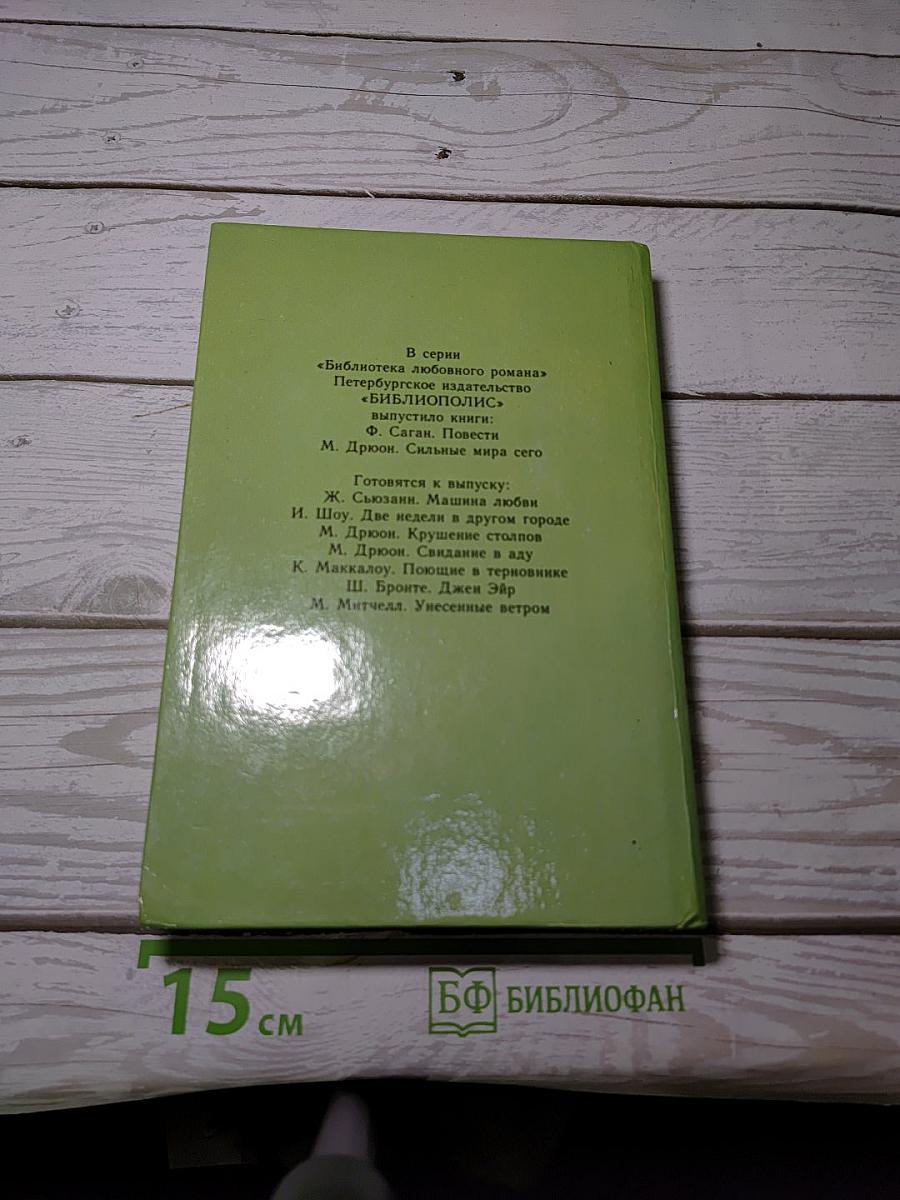 В серии
«Библиотека любовного романа»
Петербургское издательство
«БИБЛИОПОЛИС»
выпустило книги:
Ф. Саган. Повести
М. Дрюон. Сильные мира сего
Готовятся к выпуску:
Ж. Сьюзанн. Машина любви
И. Шоу. Две недели в другом городе
М. Дрюон. Крушение столпов
М. Дрюон. Свидание в аду
К. Маккалоу. Поющие в терновнике
Ш. Бронте. Джен Эйр
М. Митчелл. Унесенные ветром
15 см
БФ БИБЛИОФАН